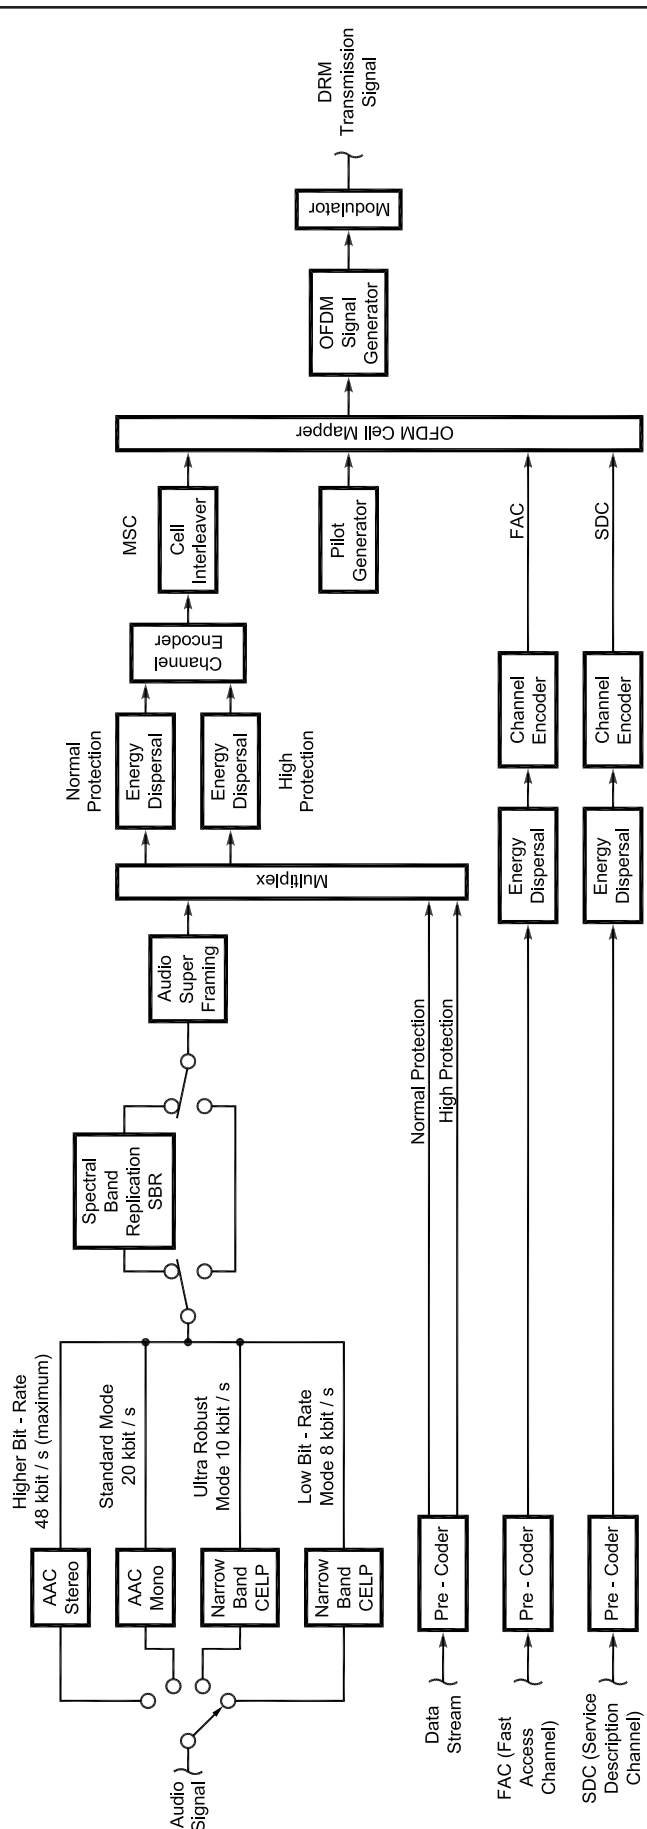 Audio
Signal
AAC
Stereo
Higher Bit - Rate
48 kbit / s (maximum)
AAC
Mono
Standard Mode
20 kbit / s
Narrow
Band
CELP
Ultra Robust
Mode 10 kbit / s
Narrow
Band
CELP
Low Bit - Rate
Mode 8 kbit / s
Spectral
Band
Replication
SBR
Audio
Super
Framing
Multiplex
Normal
Protection
Energy
Dispersal
Energy
Dispersal
High
Protection
Channel
Encoder
MSC
Cell
Interleaver
Pilot
Generator
OFDM Cell Mapper
OFDM
Signal
Generator
Modulator
DRM
Transmission
Signal
Data
Stream
Pre - Coder
Normal Protection
High Protection
FAC (Fast
Access
Channel)
Pre - Coder
Energy
Dispersal
Channel
Encoder
FAC
SDC (Service
Description
Channel)
Pre - Coder
Energy
Dispersal
Channel
Encoder
SDC